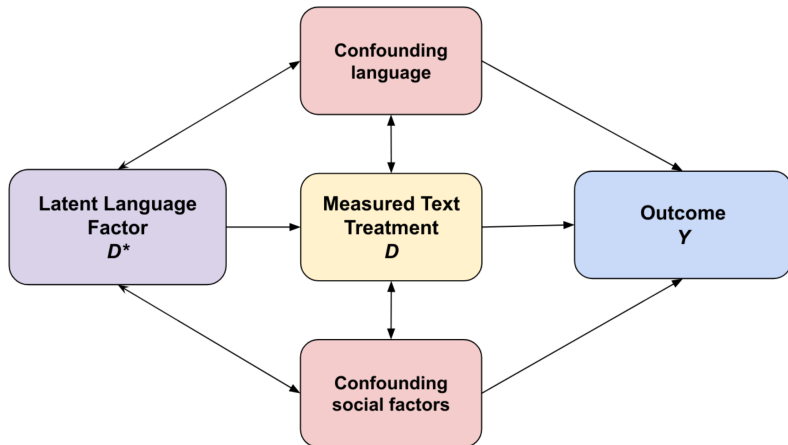 Confounding
language
Latent Language
Factor
D*
Measured Text
Treatment
D
Outcome
Y
Confounding
social factors